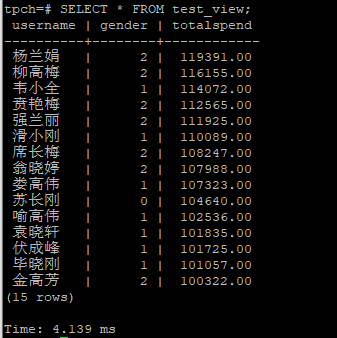 tpch=# SELECT * FROM test_view;
 username | gender | totalspend
----------+--------+------------
 杨兰娟   |      2 |  119391.00
 柳高梅   |      2 |  116155.00
 韦小全   |      1 |  114072.00
 贲艳梅   |      2 |  112565.00
 强兰丽   |      2 |  111925.00
 滑小刚   |      1 |  110089.00
 席长梅   |      2 |  108247.00
 翁晓婷   |      2 |  107988.00
 娄高伟   |      1 |  107323.00
 苏长刚   |      0 |  104640.00
 喻高伟   |      1 |  102536.00
 袁晓轩   |      1 |  101835.00
 伏成峰   |      1 |  101725.00
 毕晓刚   |      1 |  101057.00
 金高芳   |      2 |  100322.00
(15 rows)
Time: 4.139 ms